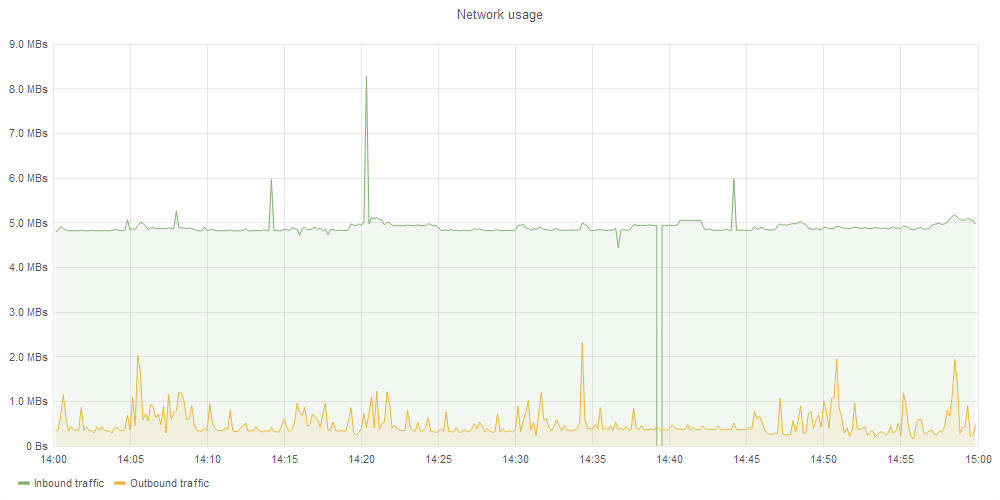 Network usage
9.0 MBs
8.0 MBs
7.0 MBs
6.0 MBs
5.0 MBs
4.0 MBs
3.0 MBs
2.0 MBs
1.0 MBs
0 Bs
14:00 14:05 14:10 14:15 14:20 14:25 14:30 14:35 14:40 14:45 14:50 14:55 15:00
Inbound traffic Outbound traffic